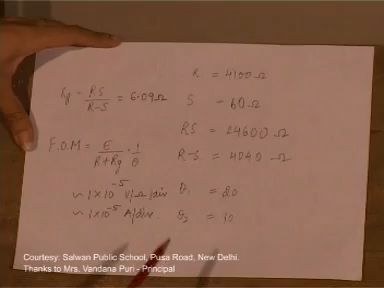 R = 4100 Ω
Rg = RS / R-S = 6.09 Ω
S = 60 Ω
RS = 24600 Ω
F.O.M = E / R+Rg · 1/θ
R-S = 4040 Ω
~ 1×10⁻⁵ V/Ω/div
θ₁ = 20
~ 1×10⁻⁵ A/div.
θ₂ = 10
Courtesy: Salwan Public School, Pusa Road, New Delhi.
Thanks to Mrs. Vandana Puri - Principal